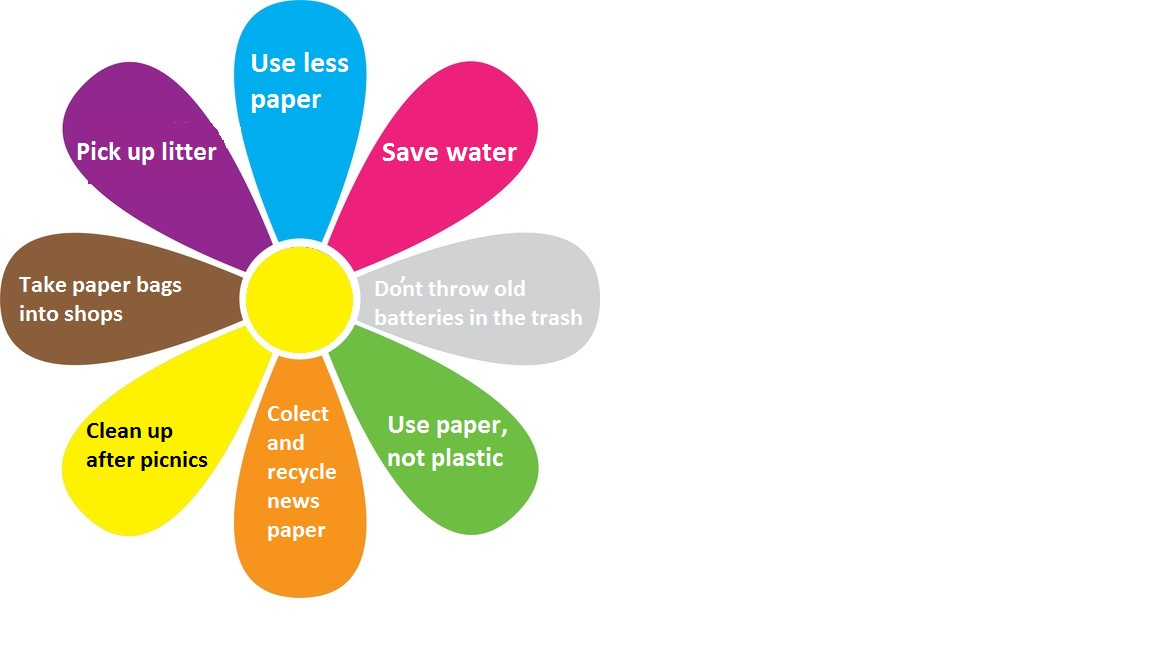 Use less
paper
Save water
Don't throw old
batteries in the trash
Use paper,
not plastic
Colect
and
recycle
news
paper
Clean up
after picnics
Take paper bags
into shops
Pick up litter